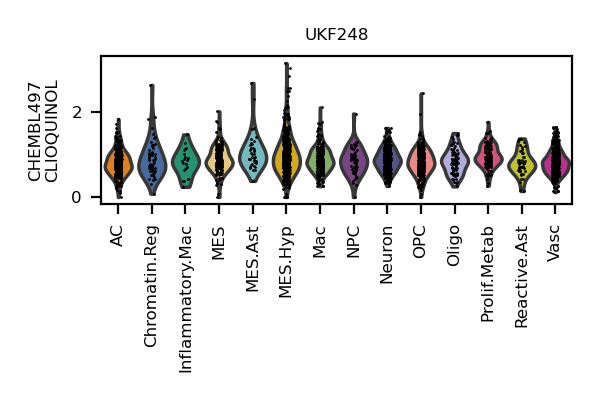 UKF248
CHEMBL497
CLIOQUINOL
2
0
AC
Chromatin.Reg
Inflammatory.Mac
MES
MES.Ast
MES.Hyp
Mac
NPC
Neuron
OPC
Oligo
Prolif.Metab
Reactive.Ast
Vasc